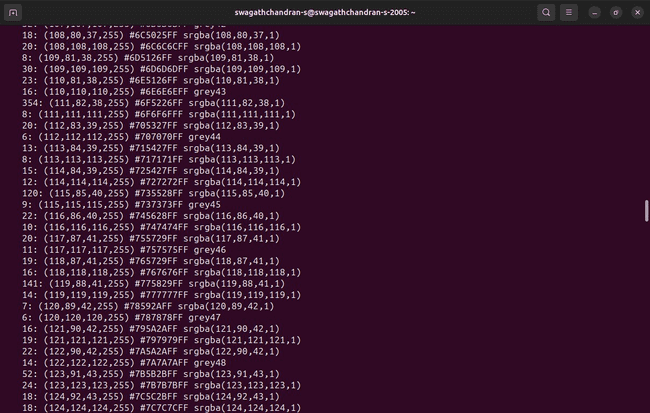 swagathchandran-s@swagathchandran-s-2005: ~
18: (108,80,37,255) #6C5025FF srgba(108,80,37,1)
20: (108,108,108,255) #6C6C6CFF srgba(108,108,108,1)
8: (109,81,38,255) #6D5126FF srgba(109,81,38,1)
30: (109,109,109,255) #6D6D6DFF srgba(109,109,109,1)
23: (110,81,38,255) #6E5126FF srgba(110,81,38,1)
16: (110,110,110,255) #6E6E6EFF grey43
354: (111,82,38,255) #6F5226FF srgba(111,82,38,1)
8: (111,111,111,255) #6F6F6FFF srgba(111,111,111,1)
20: (112,83,39,255) #705327FF srgba(112,83,39,1)
6: (112,112,112,255) #707070FF grey44
13: (113,84,39,255) #715427FF srgba(113,84,39,1)
8: (113,113,113,255) #717171FF srgba(113,113,113,1)
15: (114,84,39,255) #725427FF srgba(114,84,39,1)
12: (114,114,114,255) #727272FF srgba(114,114,114,1)
120: (115,85,40,255) #735528FF srgba(115,85,40,1)
9: (115,115,115,255) #737373FF grey45
22: (116,86,40,255) #745628FF srgba(116,86,40,1)
10: (116,116,116,255) #747474FF srgba(116,116,116,1)
20: (117,87,41,255) #755729FF srgba(117,87,41,1)
11: (117,117,117,255) #757575FF grey46
19: (118,87,41,255) #765729FF srgba(118,87,41,1)
16: (118,118,118,255) #767676FF srgba(118,118,118,1)
141: (119,88,41,255) #775829FF srgba(119,88,41,1)
14: (119,119,119,255) #777777FF srgba(119,119,119,1)
7: (120,89,42,255) #78592AFF srgba(120,89,42,1)
6: (120,120,120,255) #787878FF grey47
16: (121,90,42,255) #795A2AFF srgba(121,90,42,1)
19: (121,121,121,255) #797979FF srgba(121,121,121,1)
22: (122,90,42,255) #7A5A2AFF srgba(122,90,42,1)
14: (122,122,122,255) #7A7A7AFF grey48
52: (123,91,43,255) #7B5B2BFF srgba(123,91,43,1)
24: (123,123,123,255) #7B7B7BFF srgba(123,123,123,1)
18: (124,92,43,255) #7C5C2BFF srgba(124,92,43,1)
18: (124,124,124,255) #7C7C7CFF srgba(124,124,124,1)